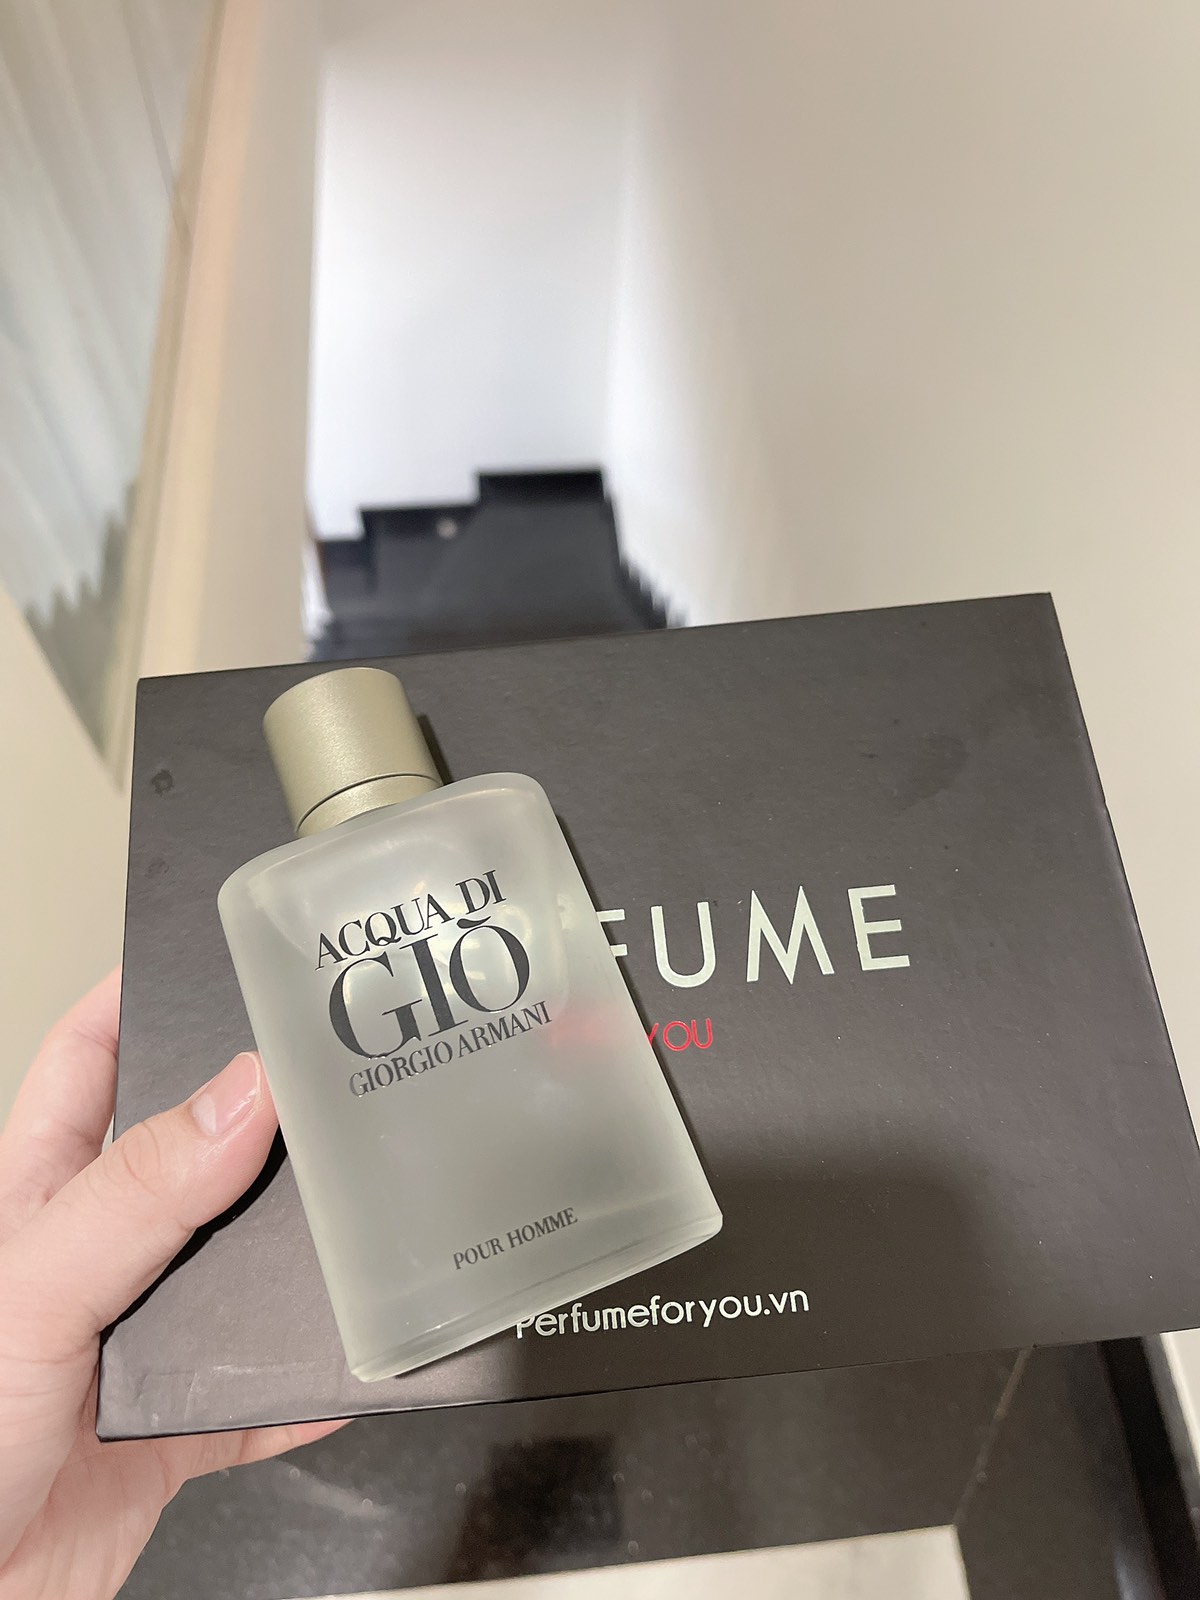 ACQUA DI
GIÒ
GIORGIO ARMANI
POUR HOMME
FUME
YOU
Perfumeforyou.vn